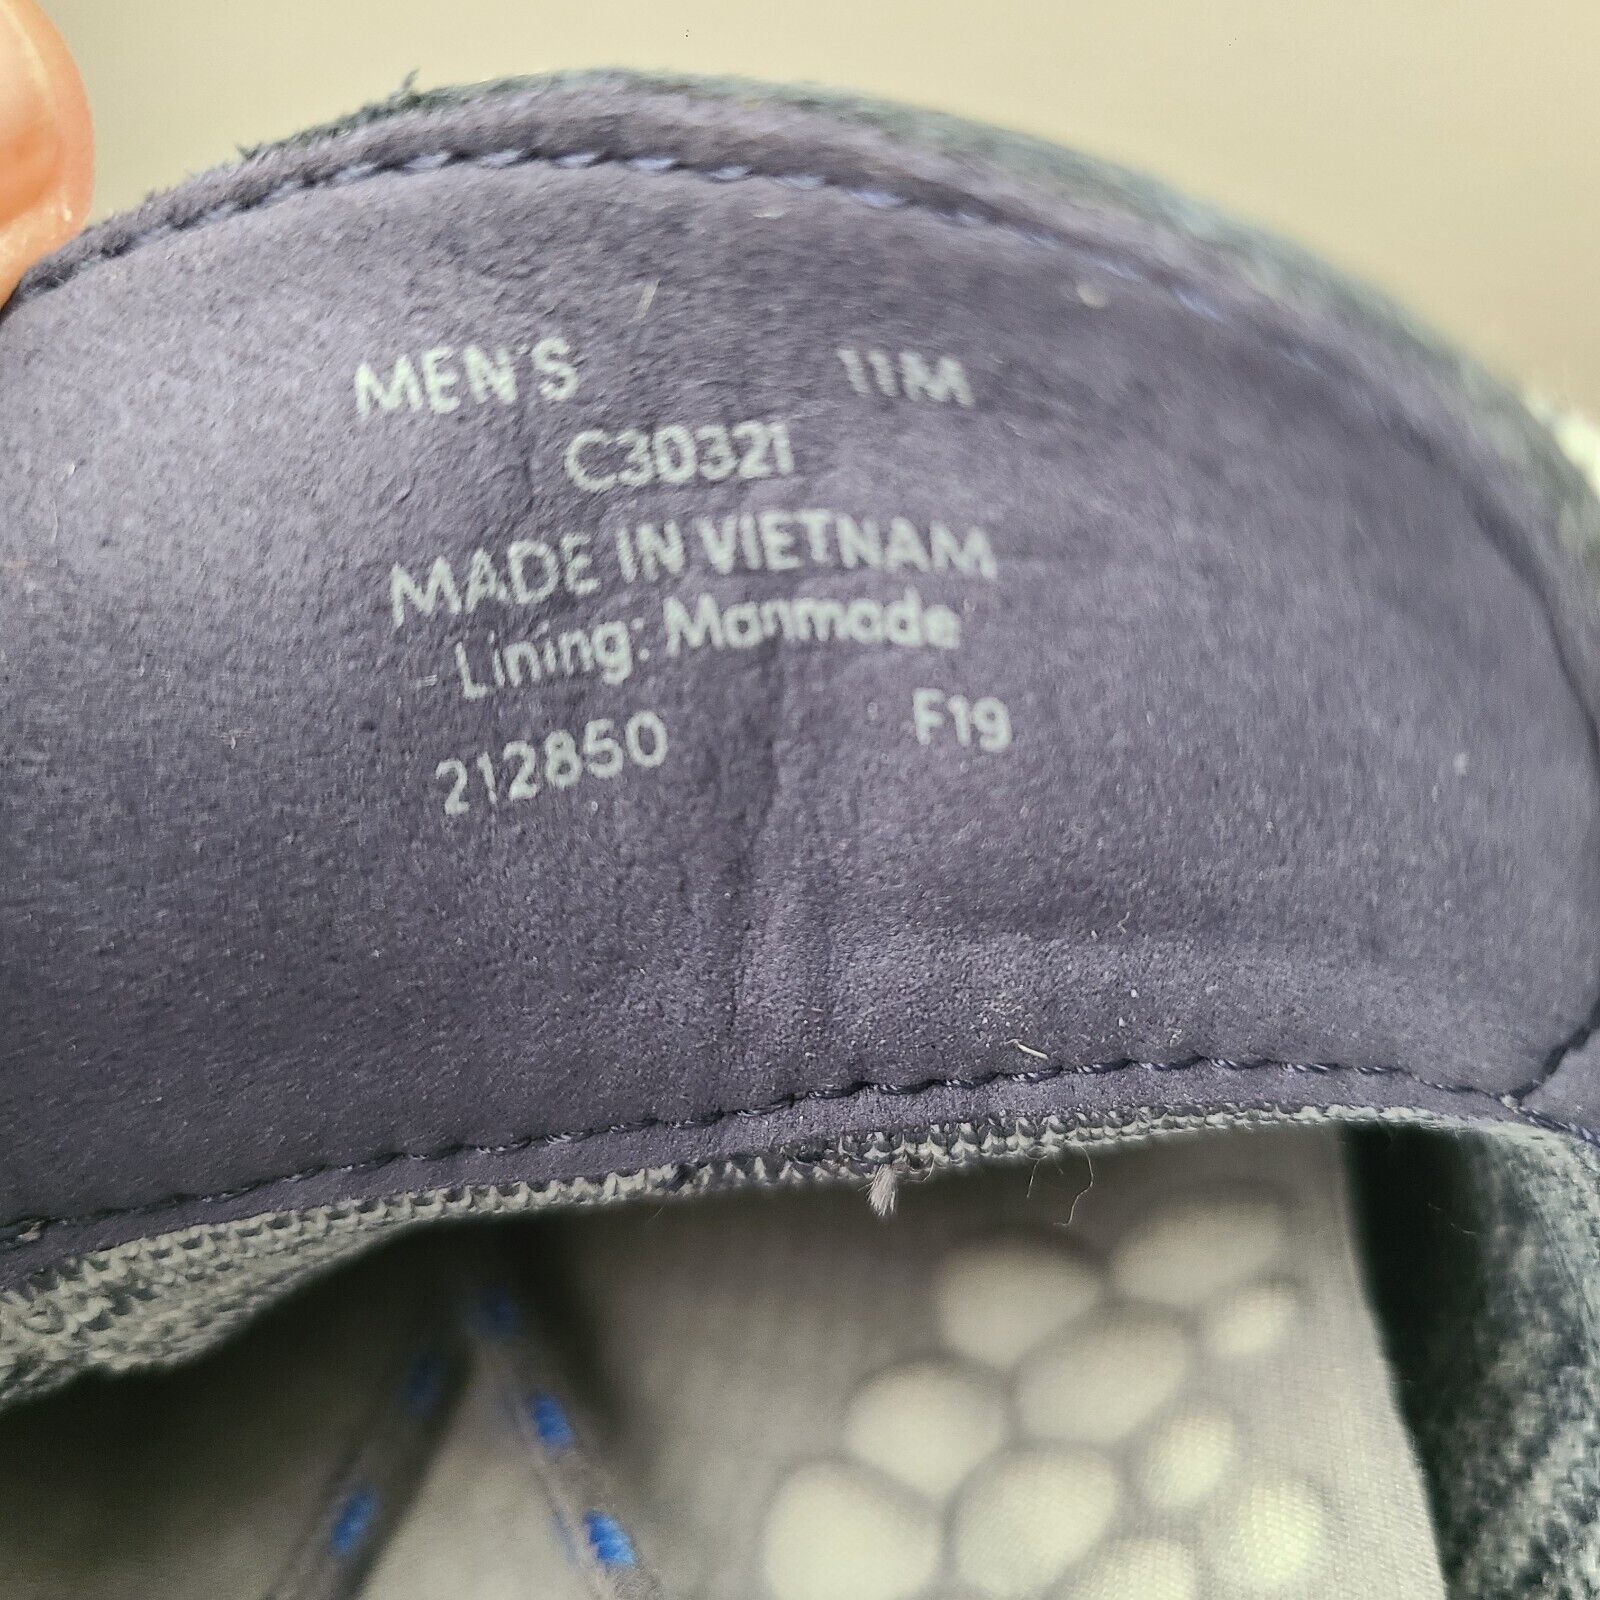 MEN'S 11M
C30321
MADE IN VIETNAM
Lining: Manmade
212850 F19